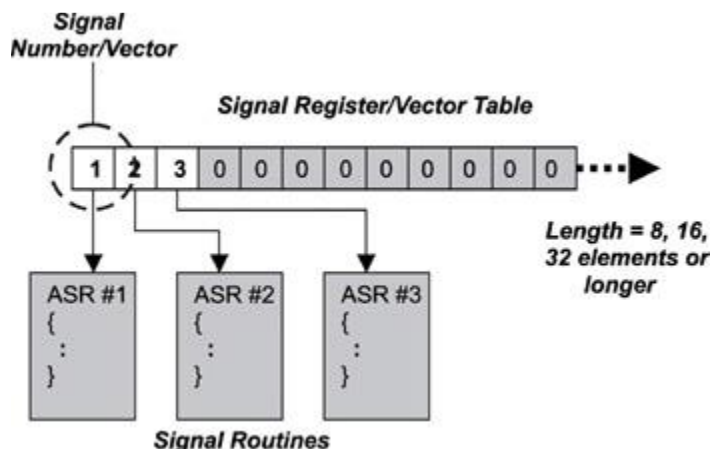 Signal
Number/Vector
Signal Register/Vector Table
1 2 3 0 0 0 0 0 0 0 0 0
Length = 8, 16,
32 elements or
longer
ASR #1
{
:
}
ASR #2
{
:
}
ASR #3
{
:
}
Signal Routines